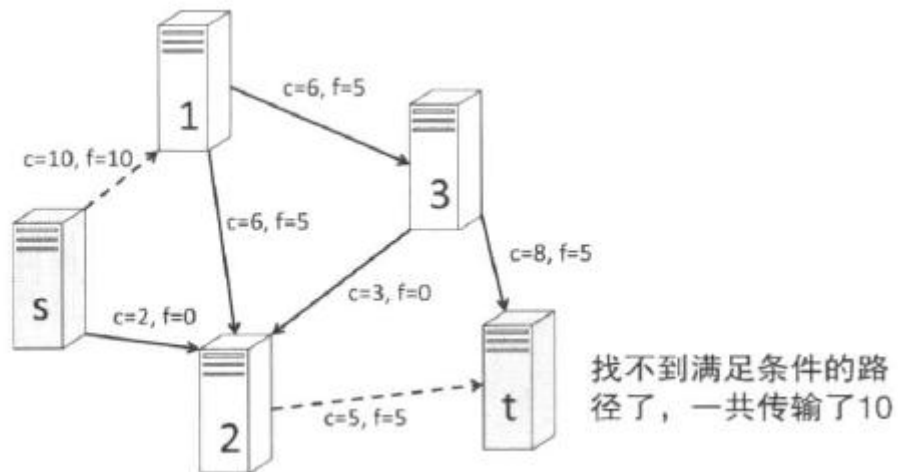 1
c=6, f=5
c=10, f=10
3
c=6, f=5
c=8, f=5
s
c=3, f=0
c=2, f=0
2
c=5, f=5
t
找不到满足条件的路
径了，一共传输了10